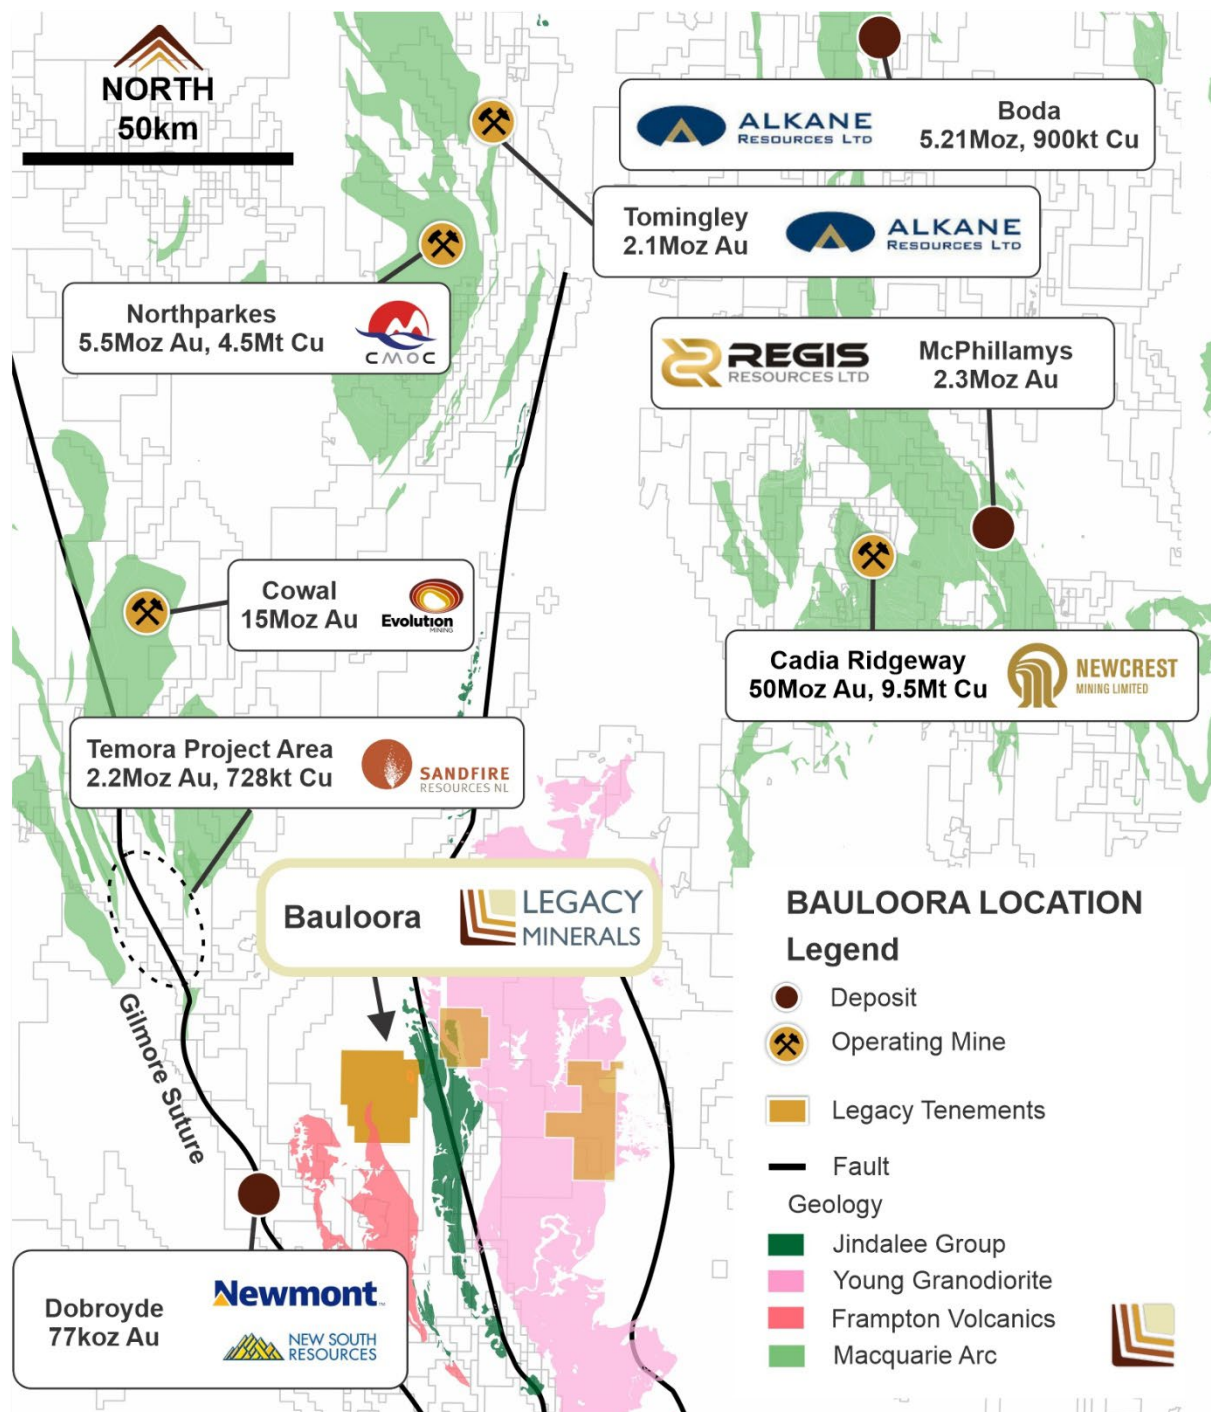 NORTH
50km
ALKANE
RESOURCES LTD
Boda
5.21Moz, 900kt Cu
Tomingley
2.1Moz Au
ALKANE
RESOURCES LTD
Northparkes
5.5Moz Au, 4.5Mt Cu
CMOC
REGIS
RESOURCES LTD
McPhillamys
2.3Moz Au
Cowal
15Moz Au
Evolution
MINING
Cadia Ridgeway
50Moz Au, 9.5Mt Cu
NEWCREST
MINING LIMITED
Temora Project Area
2.2Moz Au, 728kt Cu
SANDFIRE
RESOURCES NL
Bauloora
LEGACY
MINERALS
Gilmore Suture
Dobroyde
77koz Au
Newmont™
NEW SOUTH
RESOURCES
BAULOORA LOCATION
Legend
Deposit
Operating Mine
Legacy Tenements
Fault
Geology
Jindalee Group
Young Granodiorite
Frampton Volcanics
Macquarie Arc